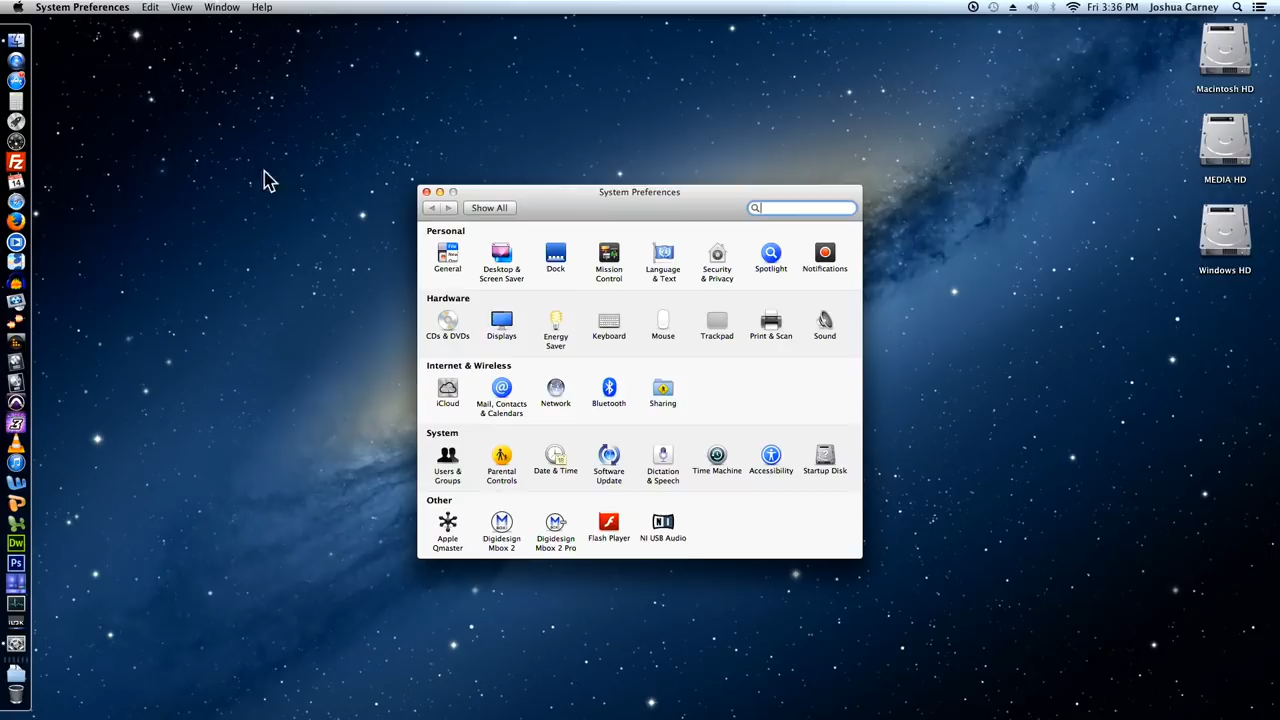 System Preferences Edit View Window Help Fri 3:36 PM Joshua Carney
Macintosh HD
MEDIA HD
Windows HD
System Preferences
Show All
Personal
General
Desktop &
Screen Saver
Dock
Mission
Control
Language
& Text
Security
& Privacy
Spotlight
Notifications
Hardware
CDs & DVDs
Displays
Energy
Saver
Keyboard
Mouse
Trackpad
Print & Scan
Sound
Internet & Wireless
iCloud
Mail, Contacts
& Calendars
Network
Bluetooth
Sharing
System
Users &
Groups
Parental
Controls
Date & Time
Software
Update
Dictation
& Speech
Time Machine
Accessibility
Startup Disk
Other
Apple
Qmaster
Digidesign
Mbox 2
Digidesign
Mbox 2 Pro
Flash Player
NI USB Audio
FZ
14
Dw
Ps